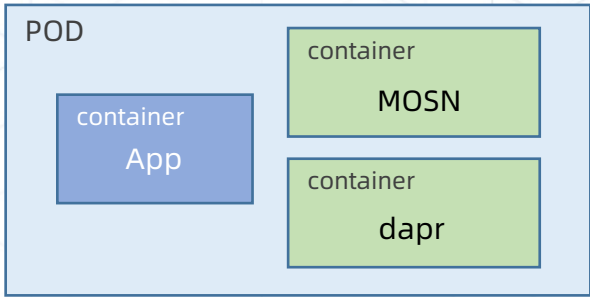 POD
container
App
container
MOSN
container
dapr